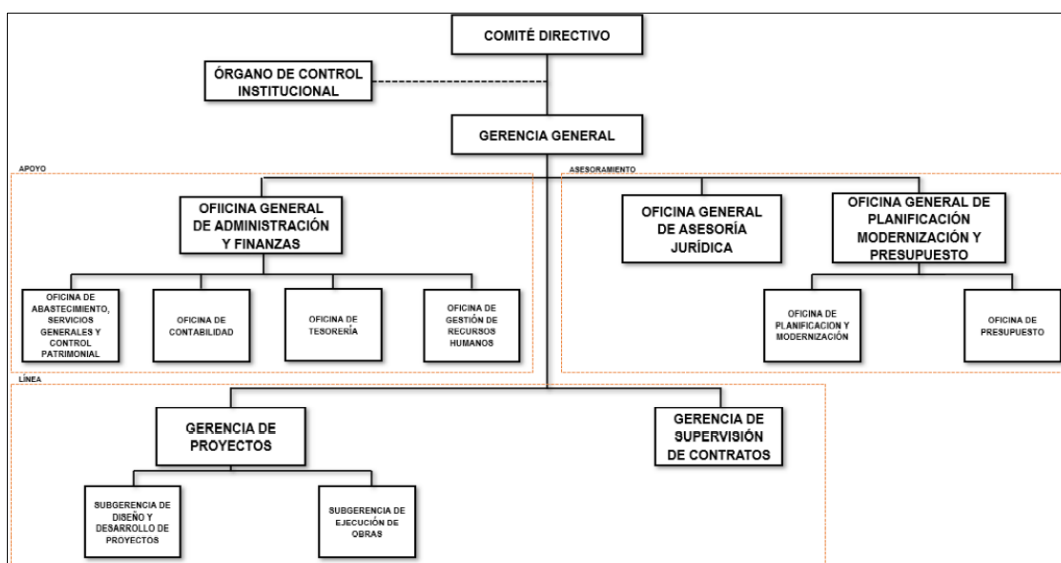 COMITÉ DIRECTIVO
ÓRGANO DE CONTROL
INSTITUCIONAL
GERENCIA GENERAL
APOYO
ASESORAMIENTO
OFIICINA GENERAL
DE ADMINISTRACIÓN
Y FINANZAS
OFICINA GENERAL
DE ASESORÍA
JURÍDICA
OFICINA GENERAL DE
PLANIFICACIÓN
MODERNIZACIÓN Y
PRESUPUESTO
OFICINA DE
ABASTECIMIENTO,
SERVICIOS
GENERALES Y
CONTROL
PATRIMONIAL
OFICINA DE
CONTABILIDAD
OFICINA DE
TESORERÍA
OFICINA DE
GESTIÓN DE
RECURSOS
HUMANOS
OFICINA DE
PLANIFICACION Y
MODERNIZACIÓN
OFICINA DE
PRESUPUESTO
LÍNEA
GERENCIA DE
PROYECTOS
GERENCIA DE
SUPERVISIÓN
DE CONTRATOS
SUBGERENCIA DE
DISEÑO Y
DESARROLLO DE
PROYECTOS
SUBGERENCIA DE
EJECUCIÓN DE
OBRAS